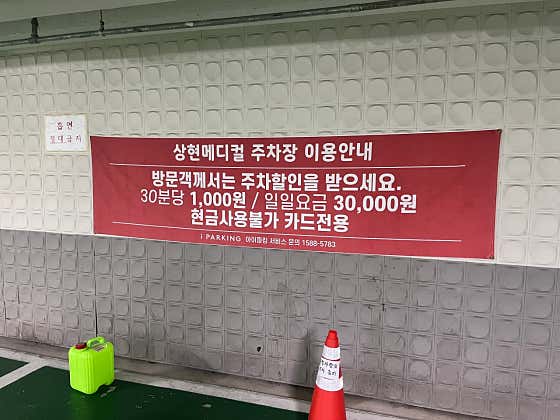 흡연
절대금지
상현메디컬 주차장 이용안내
방문객께서는 주차할인을 받으세요.
30분당 1,000원 / 일일요금 30,000원
현금사용불가 카드전용
i PARKING 아이파킹 서비스 문의 1588-5783